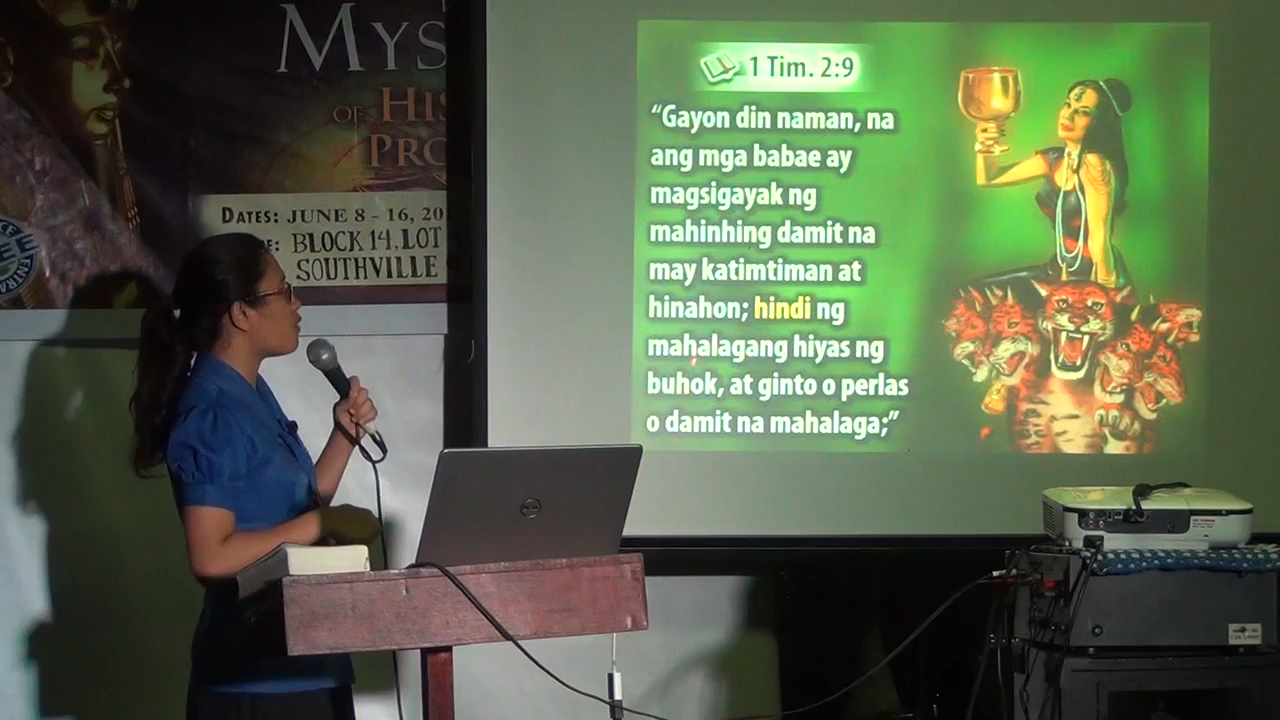 MYS
OF HIS
PRO
DATES: JUNE 8 - 16, 20
BLOCK 14, LOT
SOUTHVILLE
1 Tim. 2:9
“Gayon din naman, na
ang mga babae ay
magsigayak ng
mahinhing damit na
may katimtiman at
hinahon; hindi ng
mahalagang hiyas ng
buhok, at ginto o perlas
o damit na mahalaga;”
DELL